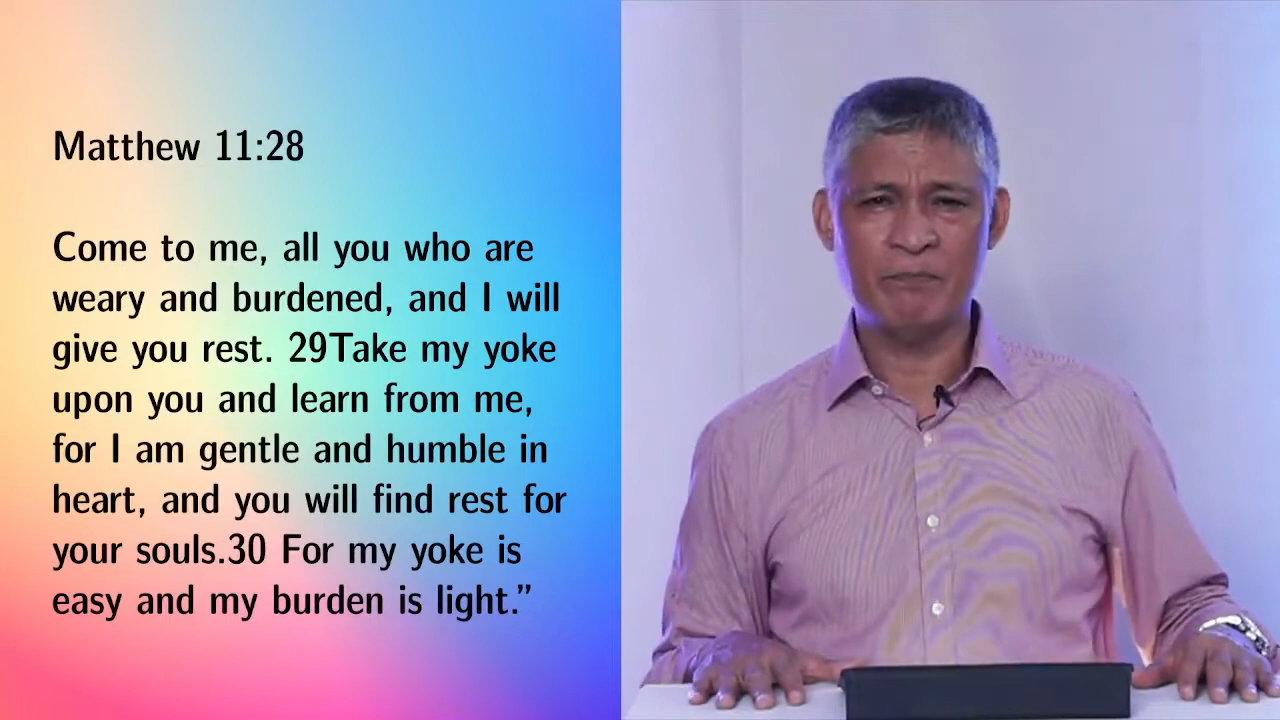 Matthew 11:28
Come to me, all you who are
weary and burdened, and I will
give you rest. 29Take my yoke
upon you and learn from me,
for I am gentle and humble in
heart, and you will find rest for
your souls.30 For my yoke is
easy and my burden is light.”